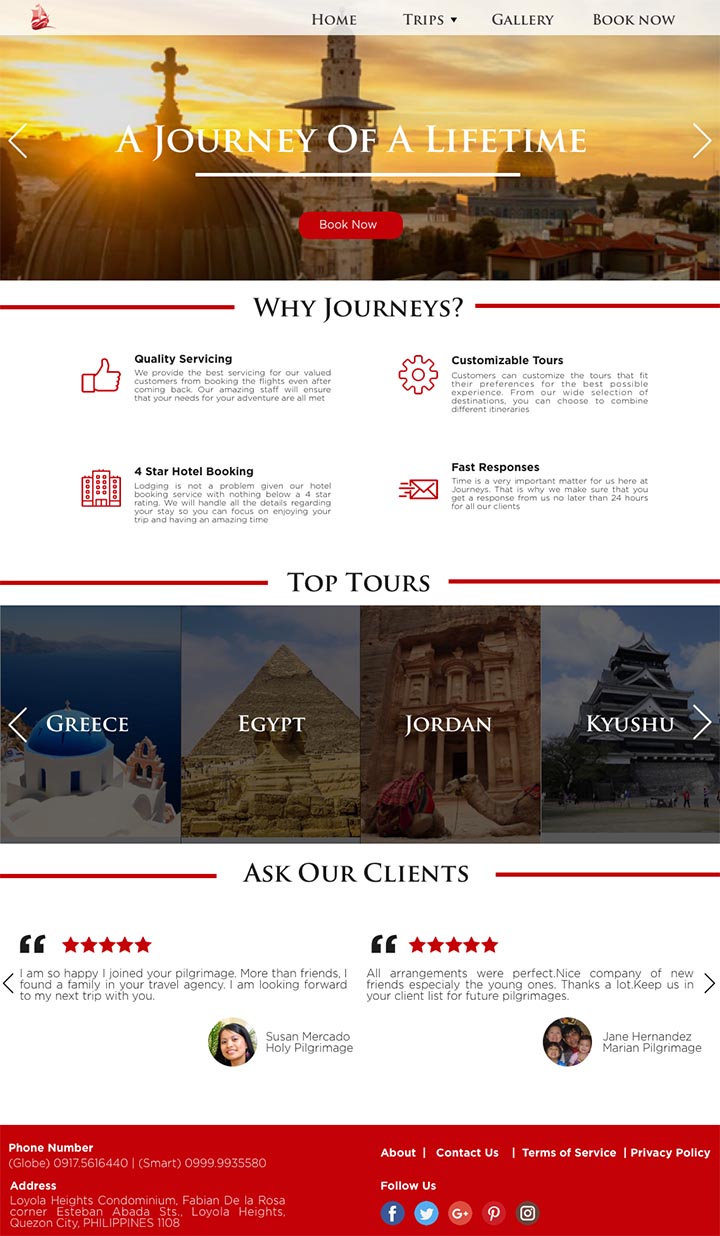 Home Trips Gallery Book now
A Journey Of A Lifetime
Book Now
Why Journeys?
Quality Servicing
We provide the best servicing for our valued
customers from booking the flights even after
coming back. Our amazing staff will ensure
that your needs for your adventure are all met
Customizable Tours
Customers can customize the tours that fit
their preferences for the best possible
experience. From our wide selection of
destinations, you can choose to combine
different itineraries
4 Star Hotel Booking
Lodging is not a problem given our hotel
booking service with nothing below a 4 star
rating. We will handle all the details regarding
your stay so you can focus on enjoying your
trip and having an amazing time
Fast Responses
Time is a very important matter for us here at
Journeys. That is why we make sure that you
get a response from us no later than 24 hours
for all our clients
Top Tours
Greece
Egypt
Jordan
Kyushu
Ask Our Clients
I am so happy I joined your pilgrimage. More than friends, I
found a family in your travel agency. I am looking forward
to my next trip with you.
Susan Mercado
Holy Pilgrimage
All arrangements were perfect.Nice company of new
friends especialy the young ones. Thanks a lot.Keep us in
your client list for future pilgrimages.
Jane Hernandez
Marian Pilgrimage
Phone Number
(Globe) 0917.5616440 | (Smart) 0999.9935580
Address
Loyola Heights Condominium, Fabian De la Rosa
corner Esteban Abada Sts., Loyola Heights,
Quezon City, PHILIPPINES 1108
About | Contact Us | Terms of Service | Privacy Policy
Follow Us